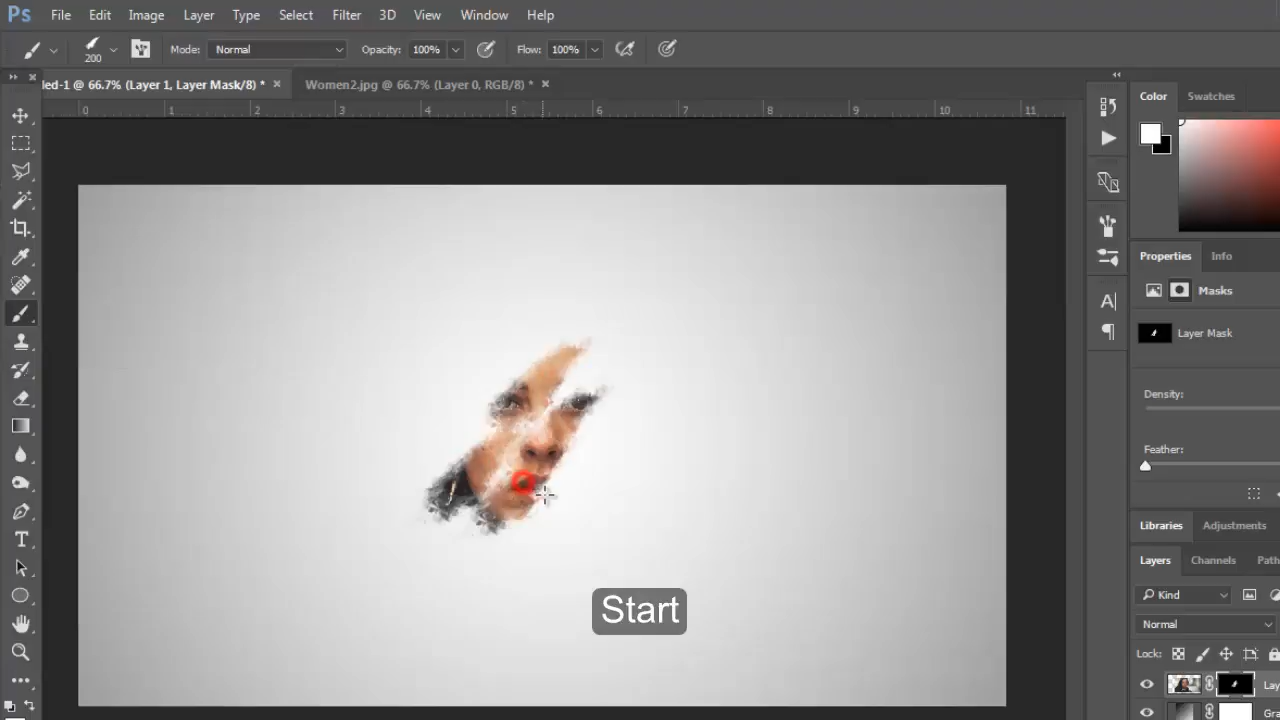 Ps File Edit Image Layer Type Select Filter 3D View Window Help
200 Mode: Normal Opacity: 100% Flow: 100%
led-1 @ 66.7% (Layer 1, Layer Mask/8) * × Women2.jpg @ 66.7% (Layer 0, RGB/8) * ×
0 1 2 3 4 5 6 7 8 9 10 11
Color Swatches
Properties Info
Masks
Layer Mask
Density:
Feather:
Libraries Adjustments
Layers Channels Path
Kind
Normal
Lock:
Lay
Gra
Start